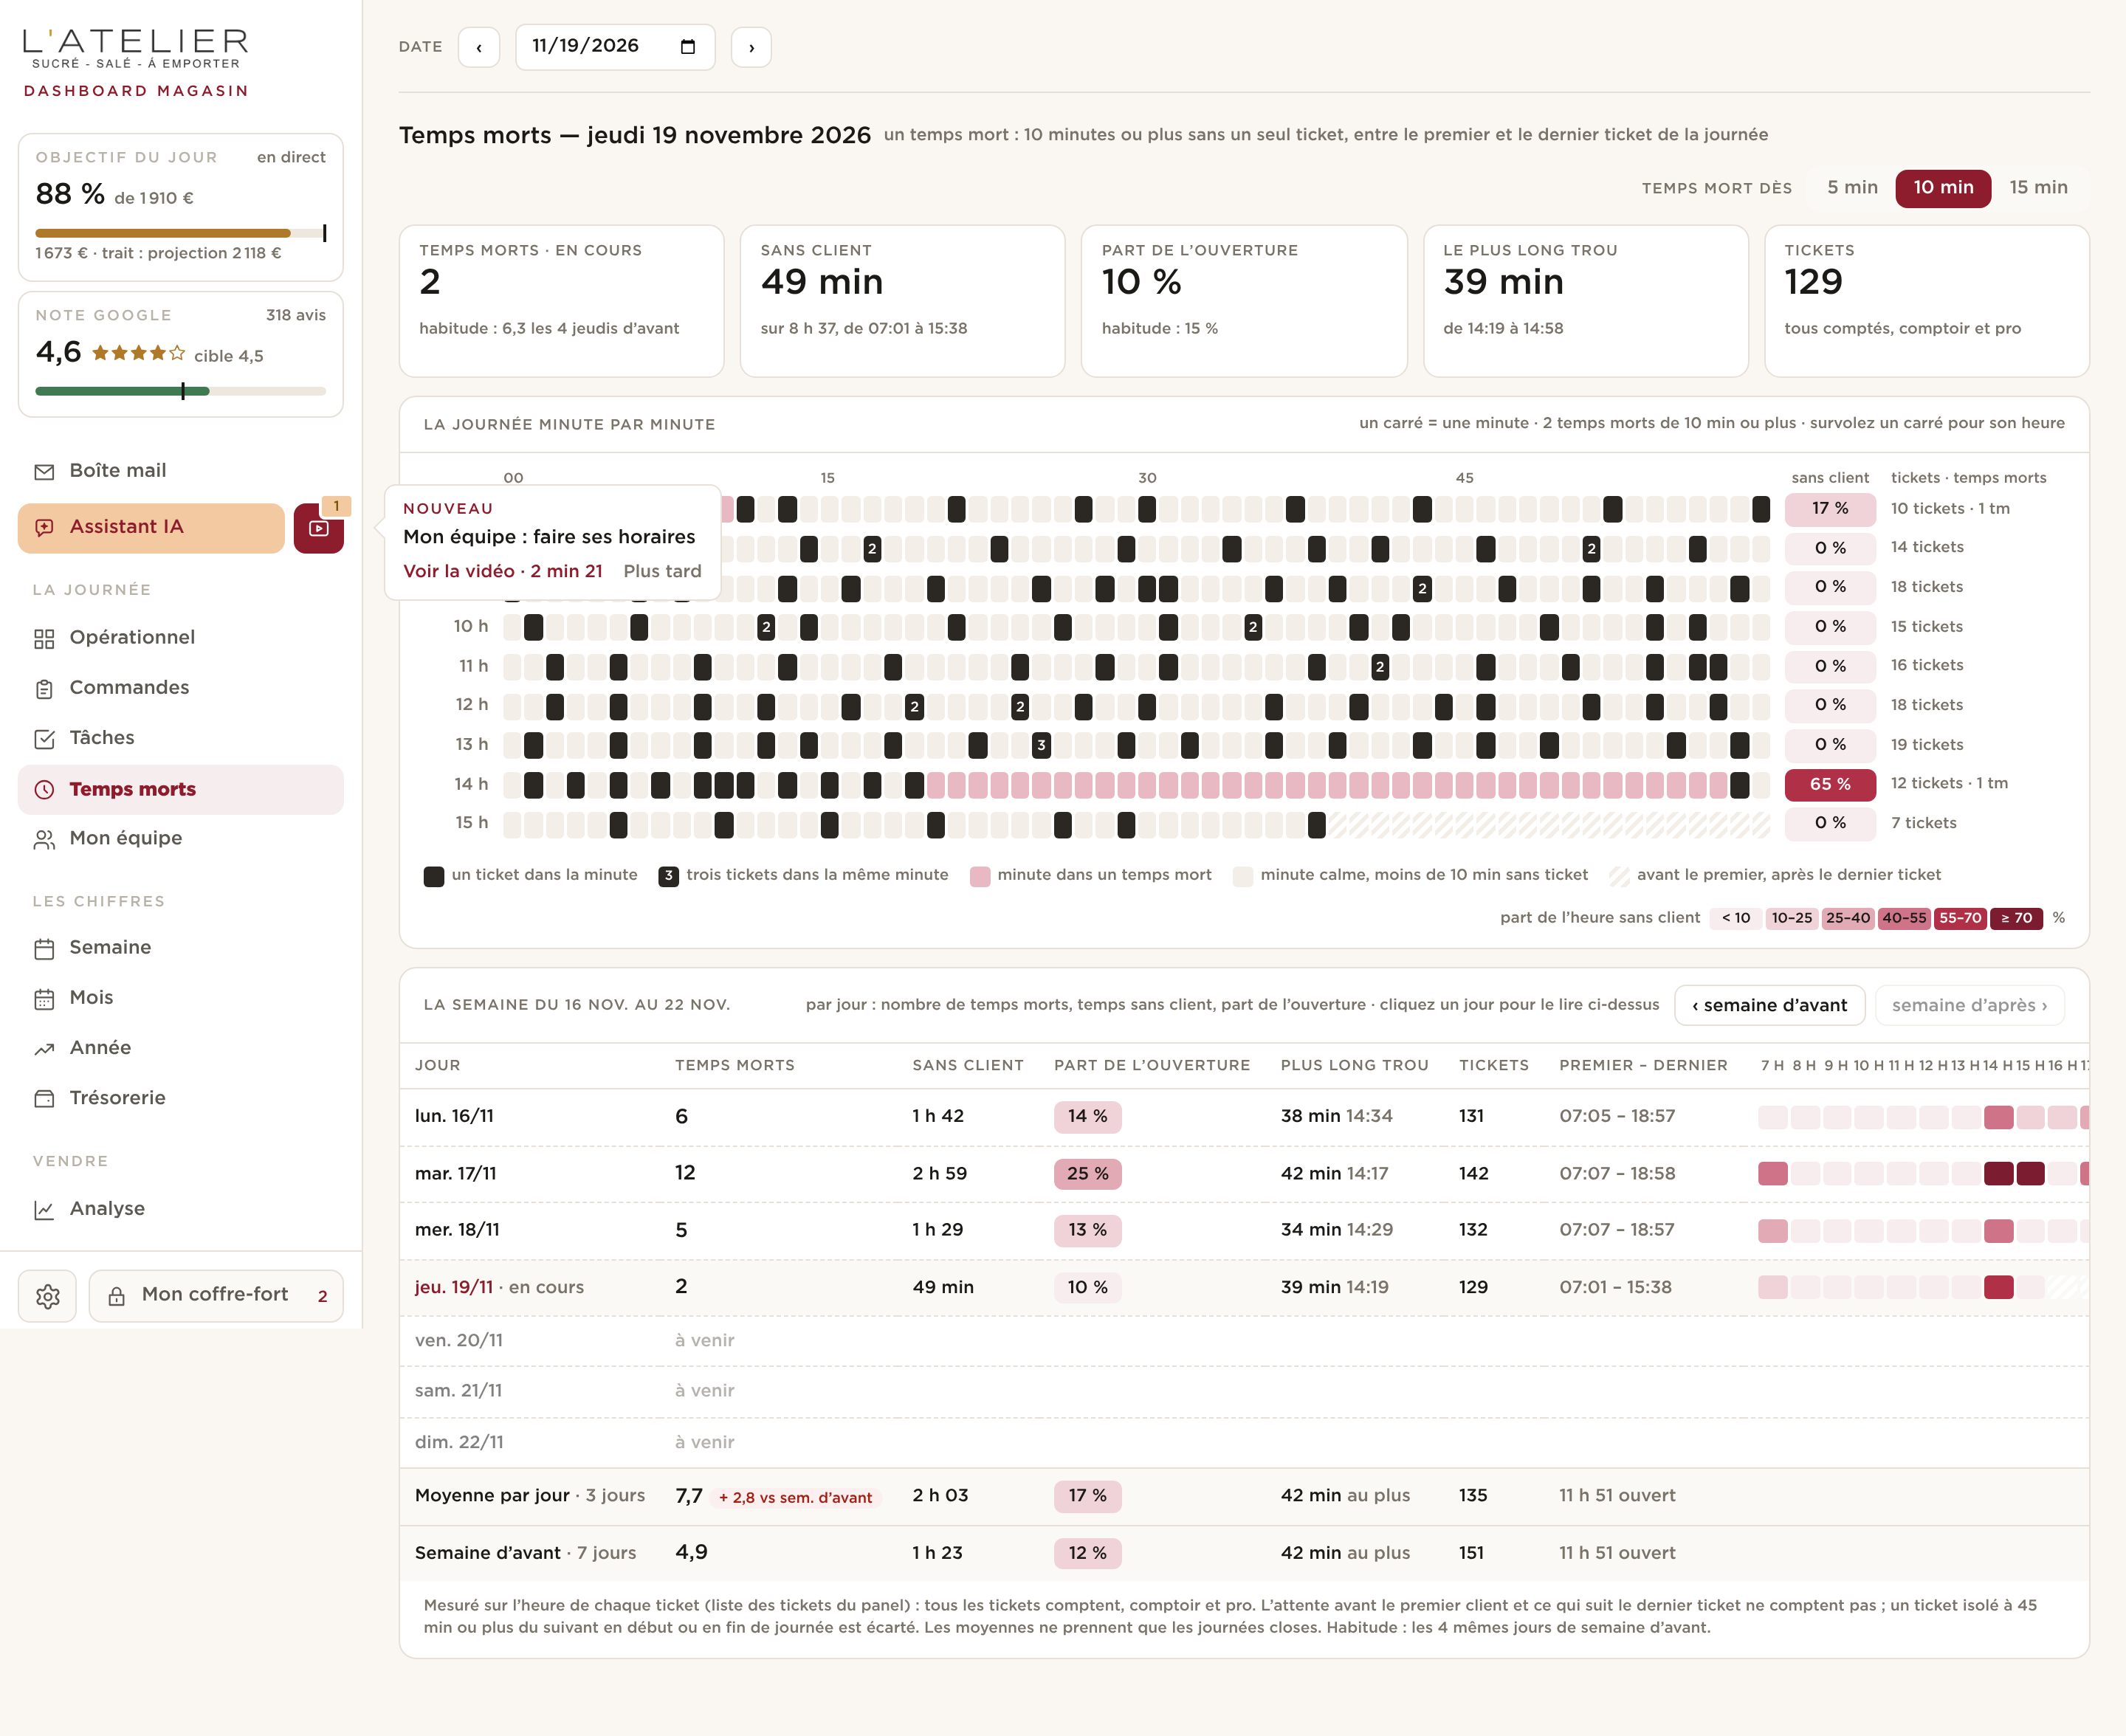 L'ATELIER
SUCRÉ - SALÉ - Á EMPORTER
DASHBOARD MAGASIN
OBJECTIF DU JOUR en direct
88 % de 1 910 €
1 673 € · trait : projection 2 118 €
NOTE GOOGLE 318 avis
4,6 cible 4,5
Boîte mail
Assistant IA
1
LA JOURNÉE
Opérationnel
Commandes
Tâches
Temps morts
Mon équipe
LES CHIFFRES
Semaine
Mois
Année
Trésorerie
VENDRE
Analyse
Mon coffre-fort 2
DATE ‹ 11/19/2026 ›
Temps morts — jeudi 19 novembre 2026 un temps mort : 10 minutes ou plus sans un seul ticket, entre le premier et le dernier ticket de la journée
TEMPS MORT DÈS 5 min 10 min 15 min
TEMPS MORTS · EN COURS
2
habitude : 6,3 les 4 jeudis d’avant
SANS CLIENT
49 min
sur 8 h 37, de 07:01 à 15:38
PART DE L’OUVERTURE
10 %
habitude : 15 %
LE PLUS LONG TROU
39 min
de 14:19 à 14:58
TICKETS
129
tous comptés, comptoir et pro
LA JOURNÉE MINUTE PAR MINUTE un carré = une minute · 2 temps morts de 10 min ou plus · survolez un carré pour son heure
00 15 30 45 sans client tickets · temps morts
NOUVEAU
Mon équipe : faire ses horaires
Voir la vidéo · 2 min 21 Plus tard
17 % 10 tickets · 1 tm
2 2 0 % 14 tickets
2 0 % 18 tickets
10 h 2 2 0 % 15 tickets
11 h 2 0 % 16 tickets
12 h 2 2 0 % 18 tickets
13 h 3 0 % 19 tickets
14 h 65 % 12 tickets · 1 tm
15 h 0 % 7 tickets
un ticket dans la minute 3 trois tickets dans la même minute minute dans un temps mort minute calme, moins de 10 min sans ticket avant le premier, après le dernier ticket
part de l’heure sans client < 10 10–25 25–40 40–55 55–70 ≥ 70 %
LA SEMAINE DU 16 NOV. AU 22 NOV. par jour : nombre de temps morts, temps sans client, part de l’ouverture · cliquez un jour pour le lire ci-dessus ‹ semaine d’avant semaine d’après ›
JOUR TEMPS MORTS SANS CLIENT PART DE L’OUVERTURE PLUS LONG TROU TICKETS PREMIER – DERNIER 7 H 8 H 9 H 10 H 11 H 12 H 13 H 14 H 15 H 16 H
lun. 16/11 6 1 h 42 14 % 38 min 14:34 131 07:05 – 18:57
mar. 17/11 12 2 h 59 25 % 42 min 14:17 142 07:07 – 18:58
mer. 18/11 5 1 h 29 13 % 34 min 14:29 132 07:07 – 18:57
jeu. 19/11 · en cours 2 49 min 10 % 39 min 14:19 129 07:01 – 15:38
ven. 20/11 à venir
sam. 21/11 à venir
dim. 22/11 à venir
Moyenne par jour · 3 jours 7,7 + 2,8 vs sem. d’avant 2 h 03 17 % 42 min au plus 135 11 h 51 ouvert
Semaine d’avant · 7 jours 4,9 1 h 23 12 % 42 min au plus 151 11 h 51 ouvert
Mesuré sur l’heure de chaque ticket (liste des tickets du panel) : tous les tickets comptent, comptoir et pro. L’attente avant le premier client et ce qui suit le dernier ticket ne comptent pas ; un ticket isolé à 45
min ou plus du suivant en début ou en fin de journée est écarté. Les moyennes ne prennent que les journées closes. Habitude : les 4 mêmes jours de semaine d’avant.